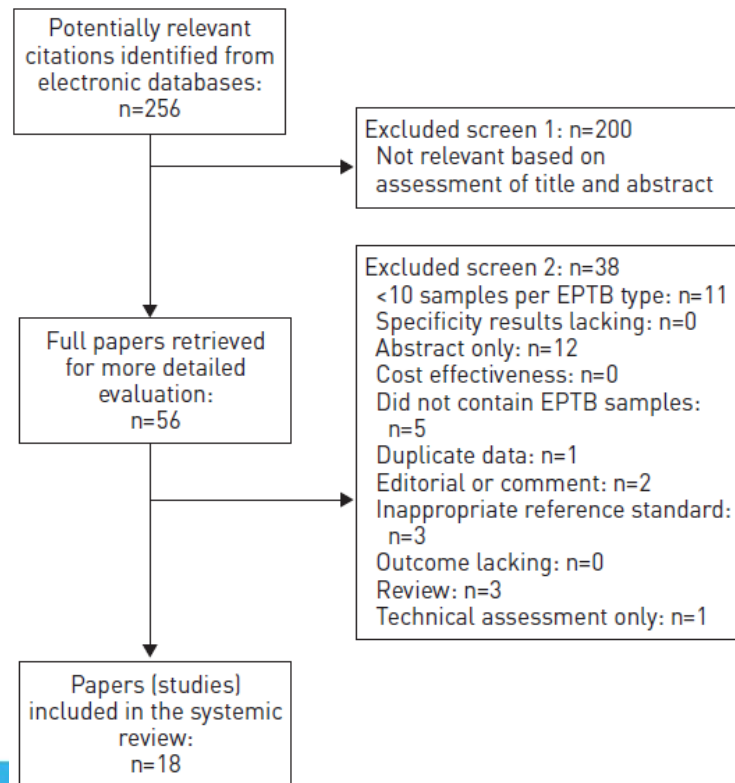 Potentially relevant
citations identified from
electronic databases:
n=256
Excluded screen 1: n=200
Not relevant based on
assessment of title and abstract
Excluded screen 2: n=38
<10 samples per EPTB type: n=11
Specificity results lacking: n=0
Abstract only: n=12
Cost effectiveness: n=0
Did not contain EPTB samples:
n=5
Duplicate data: n=1
Editorial or comment: n=2
Inappropriate reference standard:
n=3
Outcome lacking: n=0
Review: n=3
Technical assessment only: n=1
Full papers retrieved
for more detailed
evaluation:
n=56
Papers (studies)
included in the systemic
review:
n=18